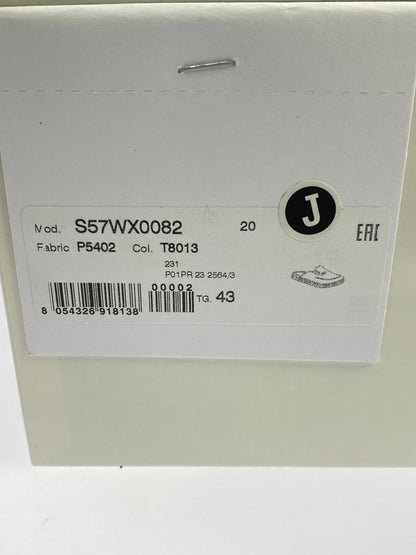 J
Mod. S57WX0082 20
EAC
Fabric P5402 Col. T8013
231
P01PR 23 2564/3
00002
TG. 43
8 054326 918138